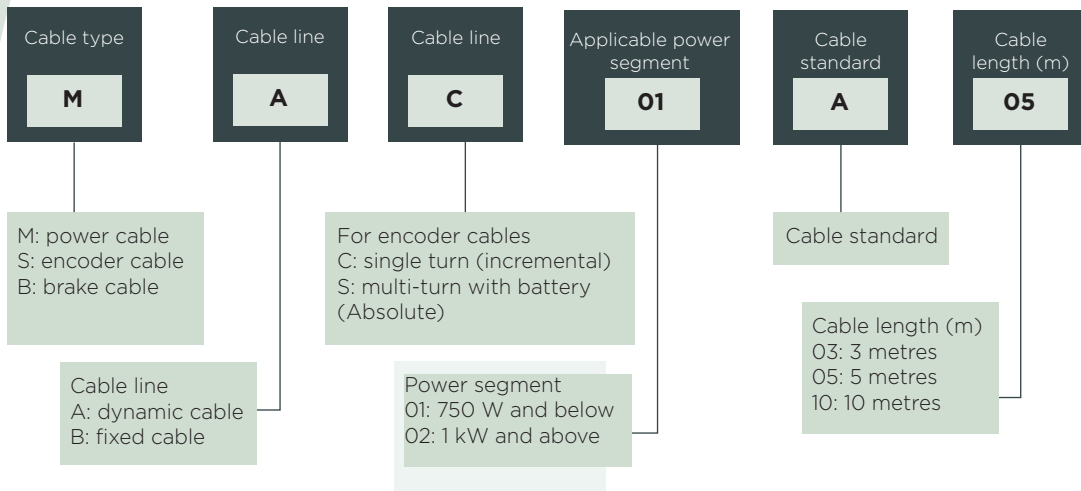 Cable type
M
Cable line
A
Cable line
C
Applicable power
segment
01
Cable
standard
A
Cable
length (m)
05
M: power cable
S: encoder cable
B: brake cable
For encoder cables
C: single turn (incremental)
S: multi-turn with battery
(Absolute)
Cable standard
Cable line
A: dynamic cable
B: fixed cable
Power segment
01: 750 W and below
02: 1 kW and above
Cable length (m)
03: 3 metres
05: 5 metres
10: 10 metres